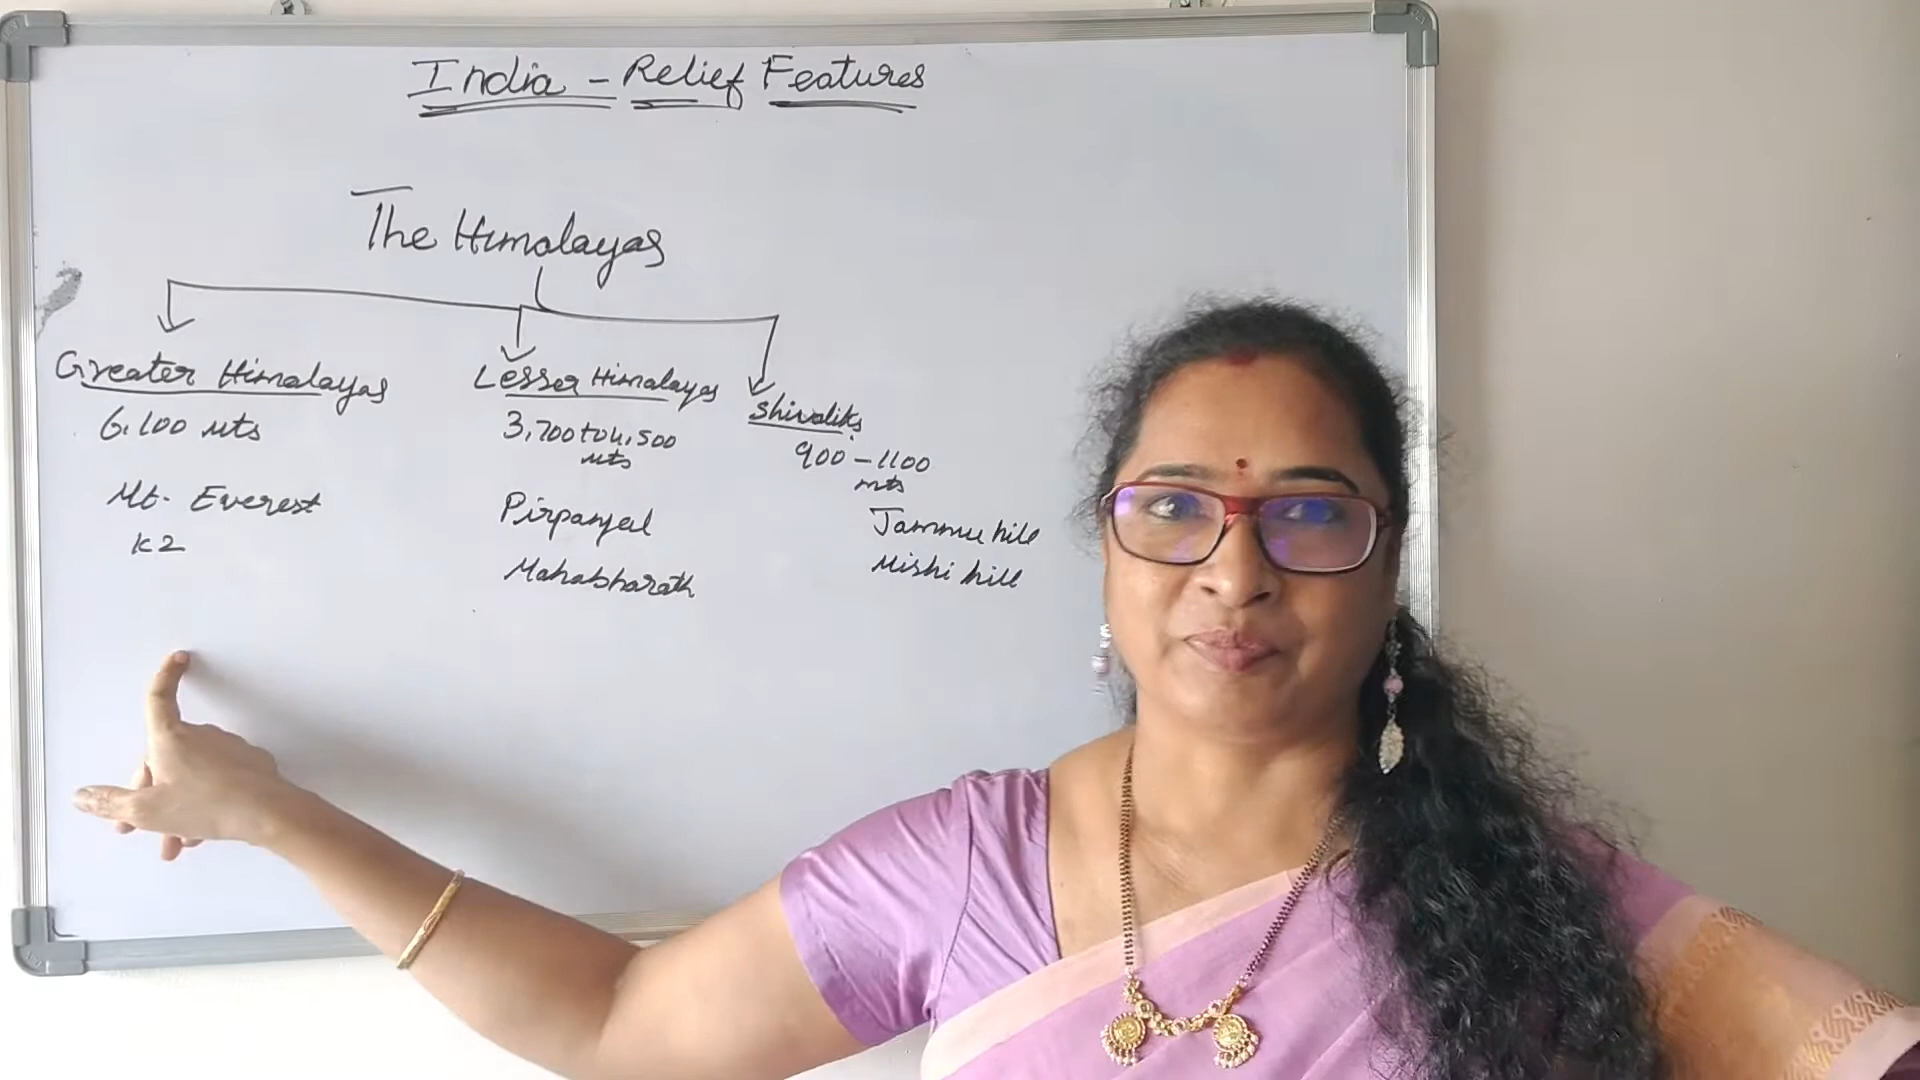 India - Relief Features
The Himalayas
Greater Himalayas
6,100 mts
Mt. Everest
K2
Lesser Himalayas
3,700 to 4,500
mts
Pirpanjal
Mahabharath
Shivaliks
900 - 1100
mts
Jammu hill
Mishi hill